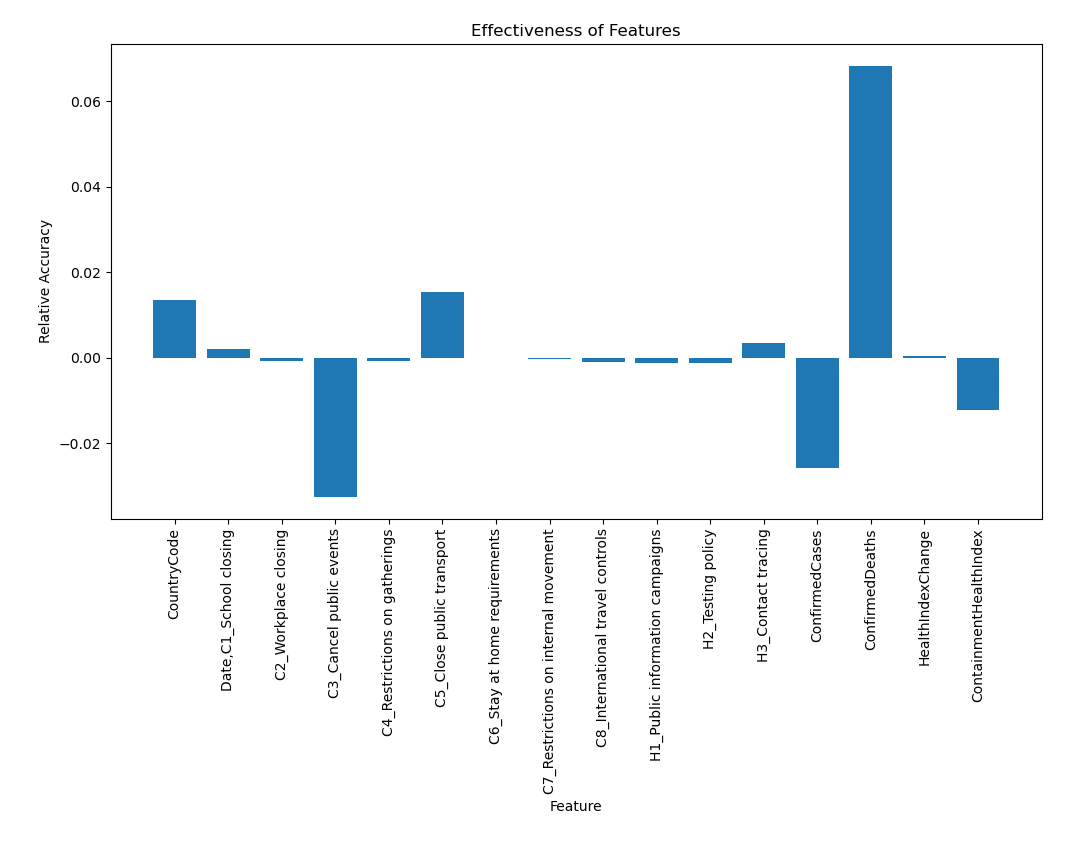 Effectiveness of Features
Relative Accuracy
0.06
0.04
0.02
0.00
−0.02
CountryCode
Date,C1_School closing
C2_Workplace closing
C3_Cancel public events
C4_Restrictions on gatherings
C5_Close public transport
C6_Stay at home requirements
C7_Restrictions on internal movement
C8_International travel controls
H1_Public information campaigns
H2_Testing policy
H3_Contact tracing
ConfirmedCases
ConfirmedDeaths
HealthIndexChange
ContainmentHealthIndex
Feature